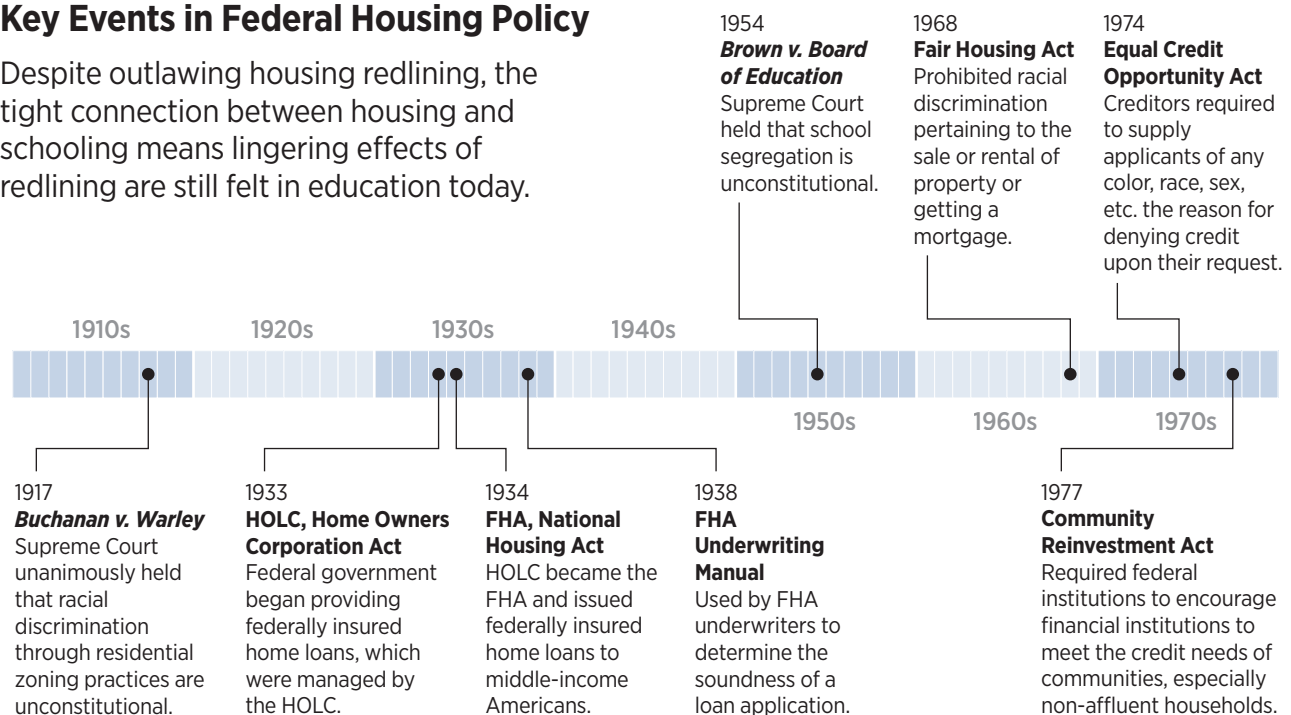 Key Events in Federal Housing Policy
Despite outlawing housing redlining, the
tight connection between housing and
schooling means lingering effects of
redlining are still felt in education today.
1954
Brown v. Board
of Education
Supreme Court
held that school
segregation is
unconstitutional.
1968
Fair Housing Act
Prohibited racial
discrimination
pertaining to the
sale or rental of
property or
getting a
mortgage.
1974
Equal Credit
Opportunity Act
Creditors required
to supply
applicants of any
color, race, sex,
etc. the reason for
denying credit
upon their request.
1910s
1920s
1930s
1940s
1950s
1960s
1970s
1917
Buchanan v. Warley
Supreme Court
unanimously held
that racial
discrimination
through residential
zoning practices are
unconstitutional.
1933
HOLC, Home Owners
Corporation Act
Federal government
began providing
federally insured
home loans, which
were managed by
the HOLC.
1934
FHA, National
Housing Act
HOLC became the
FHA and issued
federally insured
home loans to
middle-income
Americans.
1938
FHA
Underwriting
Manual
Used by FHA
underwriters to
determine the
soundness of a
loan application.
1977
Community
Reinvestment Act
Required federal
institutions to encourage
financial institutions to
meet the credit needs of
communities, especially
non-affluent households.